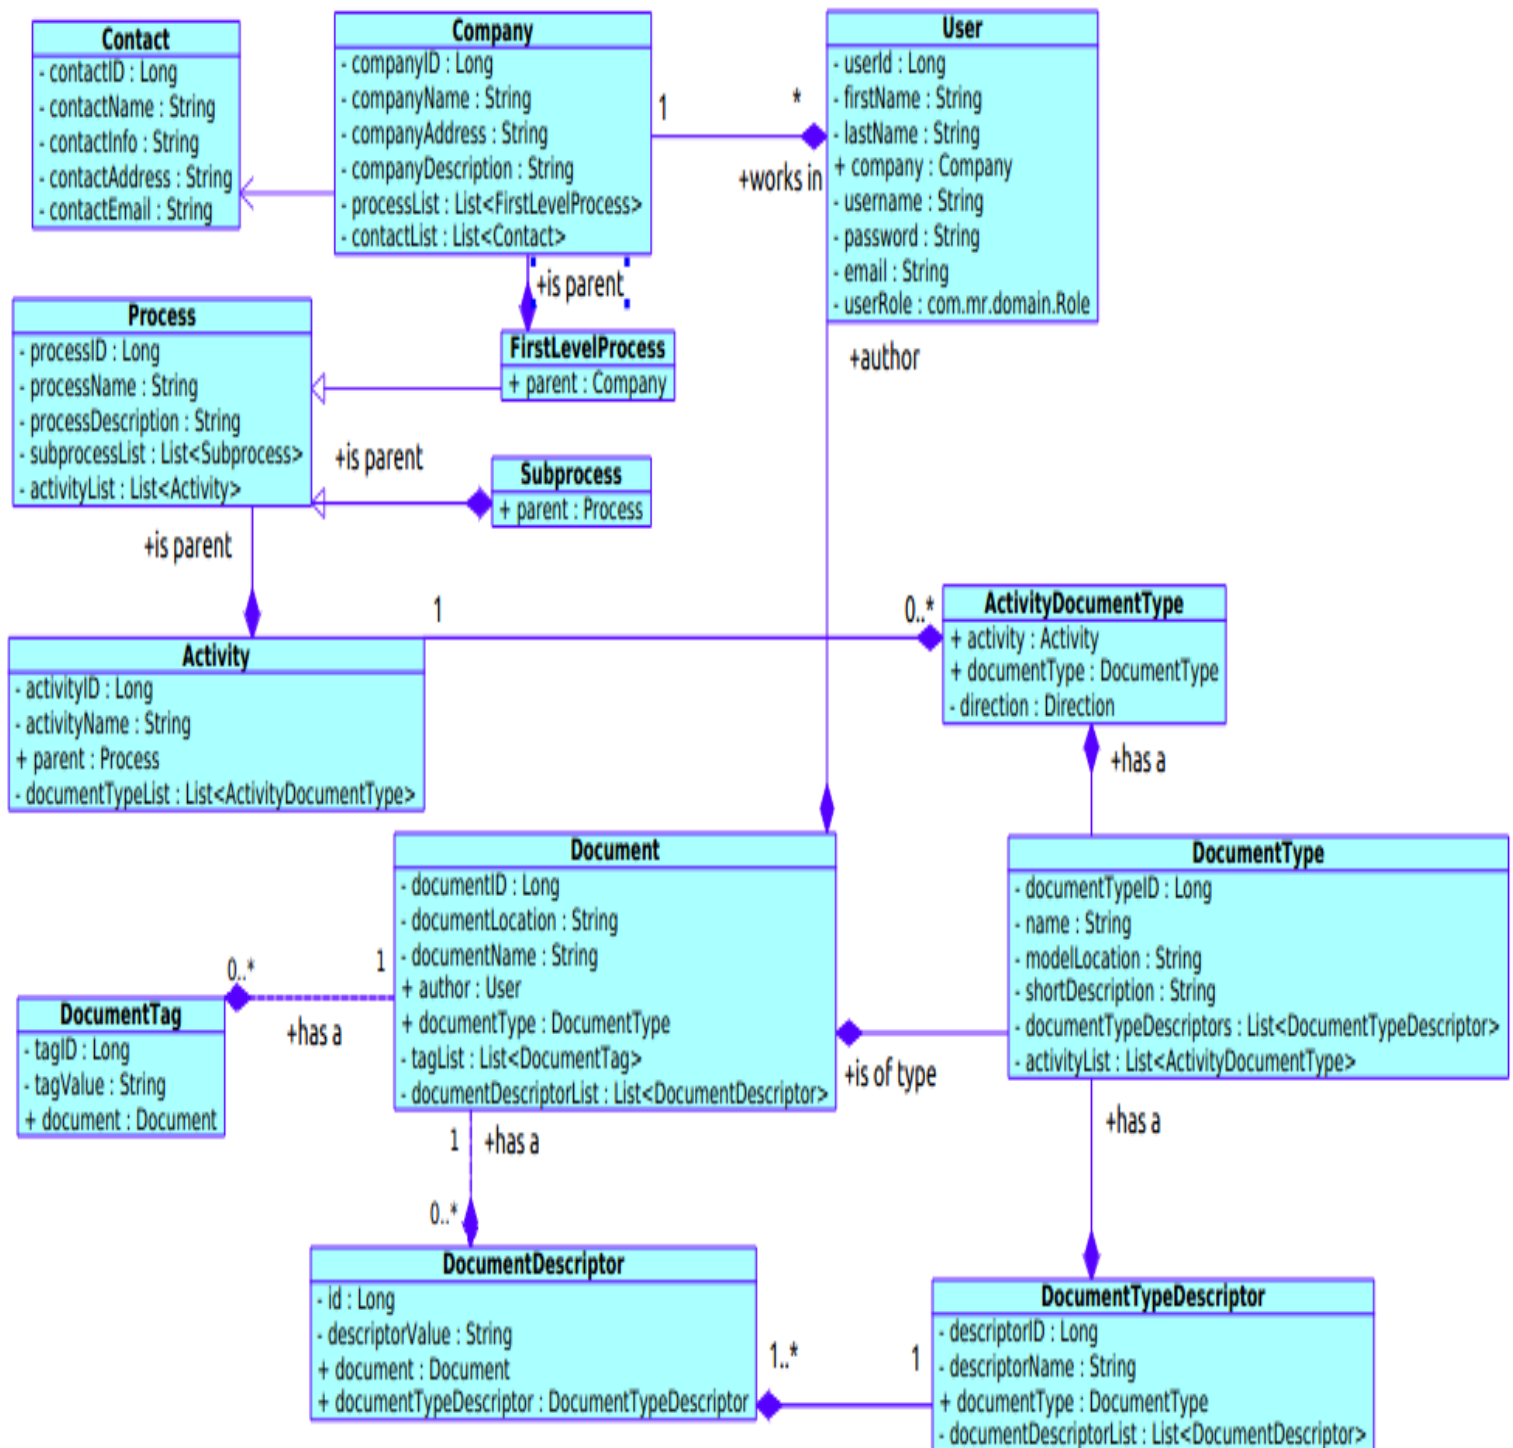 Contact
- contactID : Long
- contactName : String
- contactInfo : String
- contactAddress : String
- contactEmail : String
Company
- companyID : Long
- companyName : String
- companyAddress : String
- companyDescription : String
- processList : List<FirstLevelProcess>
- contactList : List<Contact>
1
*
+works in
User
- userId : Long
- firstName : String
- lastName : String
+ company : Company
- username : String
- password : String
- email : String
- userRole : com.mr.domain.Role
+is parent
+author
Process
- processID : Long
- processName : String
- processDescription : String
- subprocessList : List<Subprocess>
- activityList : List<Activity>
FirstLevelProcess
+ parent : Company
+is parent
Subprocess
+ parent : Process
+is parent
1
0..*
ActivityDocumentType
+ activity : Activity
+ documentType : DocumentType
- direction : Direction
+has a
Activity
- activityID : Long
- activityName : String
+ parent : Process
- documentTypeList : List<ActivityDocumentType>
Document
- documentID : Long
- documentLocation : String
- documentName : String
+ author : User
+ documentType : DocumentType
- tagList : List<DocumentTag>
- documentDescriptorList : List<DocumentDescriptor>
DocumentType
- documentTypeID : Long
- name : String
- modelLocation : String
- shortDescription : String
- documentTypeDescriptors : List<DocumentTypeDescriptor>
- activityList : List<ActivityDocumentType>
0..*
1
+has a
DocumentTag
- tagID : Long
- tagValue : String
+ document : Document
+is of type
1
+has a
0..*
+has a
DocumentDescriptor
- id : Long
- descriptorValue : String
+ document : Document
+ documentTypeDescriptor : DocumentTypeDescriptor
1..*
1
DocumentTypeDescriptor
- descriptorID : Long
- descriptorName : String
+ documentType : DocumentType
- documentDescriptorList : List<DocumentDescriptor>